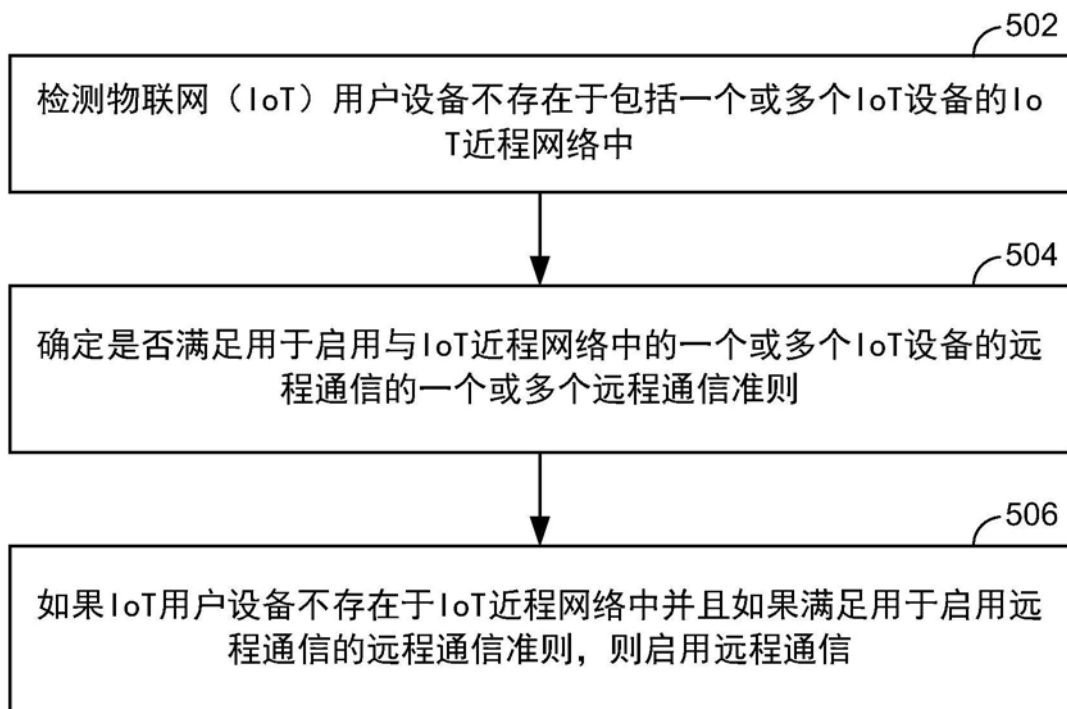 502
检测物联网（IoT）用户设备不存在于包括一个或多个IoT设备的Io
T近程网络中
504
确定是否满足用于启用与IoT近程网络中的一个或多个IoT设备的远
程通信的一个或多个远程通信准则
506
如果IoT用户设备不存在于IoT近程网络中并且如果满足用于启用远
程通信的远程通信准则，则启用远程通信